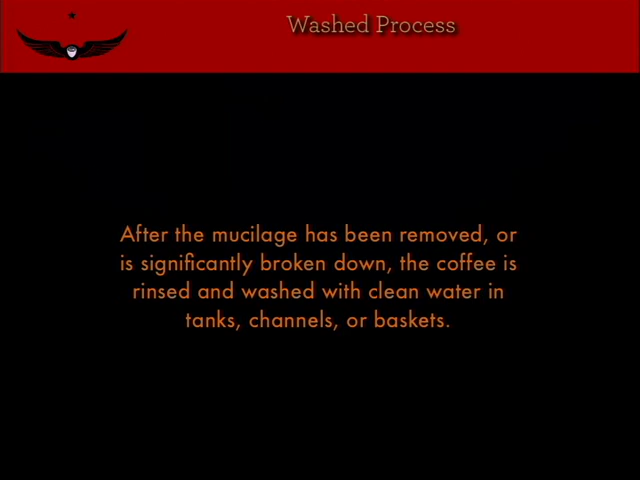 Washed Process
After the mucilage has been removed, or
is significantly broken down, the coffee is
rinsed and washed with clean water in
tanks, channels, or baskets.